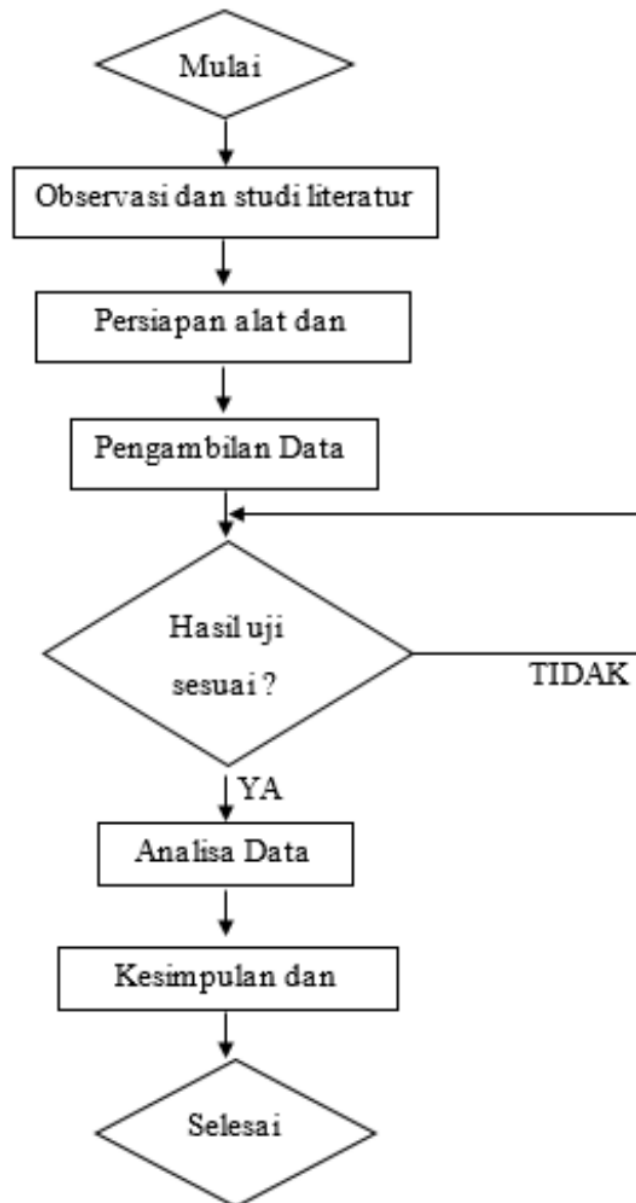 Mulai
Observasi dan studi literatur
Persiapan alat dan
Pengambilan Data
Hasil uji
sesuai ?
TIDAK
YA
Analisa Data
Kesimpulan dan
Selesai